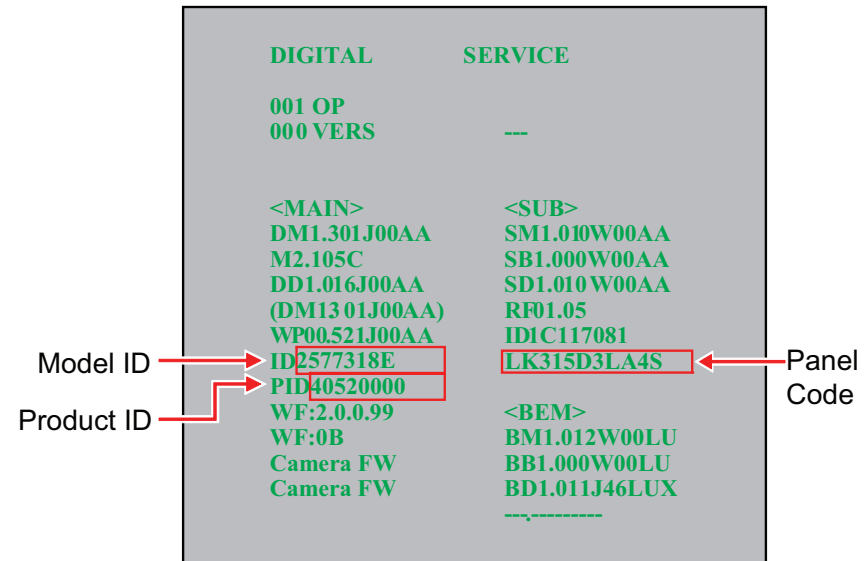 DIGITAL SERVICE
001 OP
000 VERS ---
<MAIN>
DM1.301J00AA
M2.105C
DD1.016J00AA
(DM1301J00AA)
WP00.521J00AA
ID2577318E
PID40520000
WF:2.0.0.99
WF:0B
Camera FW
Camera FW
<SUB>
SM1.010W00AA
SB1.000W00AA
SD1.010W00AA
RF01.05
ID1C117081
LK315D3LA4S
<BEM>
BM1.012W00LU
BB1.000W00LU
BD1.011J46LUX
---.---------
Model ID
Product ID
Panel
Code